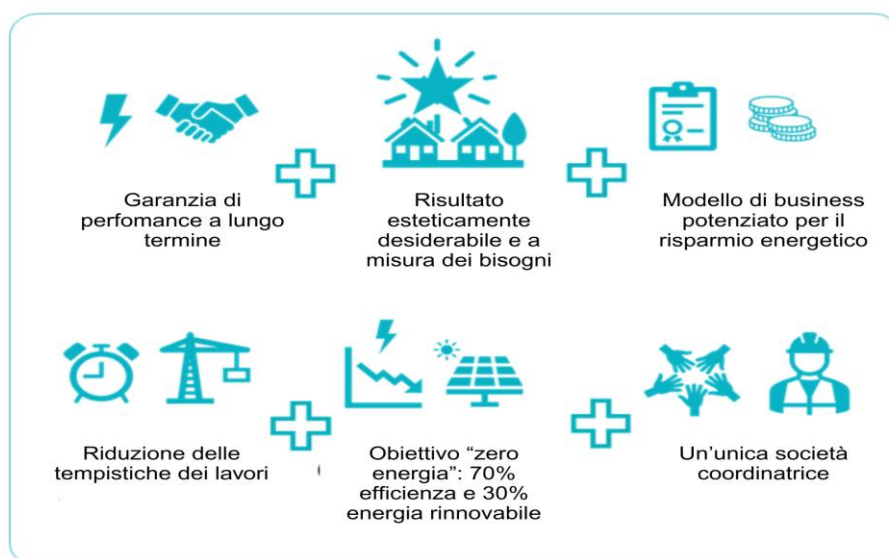 Garanzia di
perfomance a lungo
termine
Risultato
esteticamente
desiderabile e a
misura dei bisogni
Modello di business
potenziato per il
risparmio energetico
Riduzione delle
tempistiche dei lavori
Obiettivo “zero
energia”: 70%
efficienza e 30%
energia rinnovabile
Un’unica società
coordinatrice